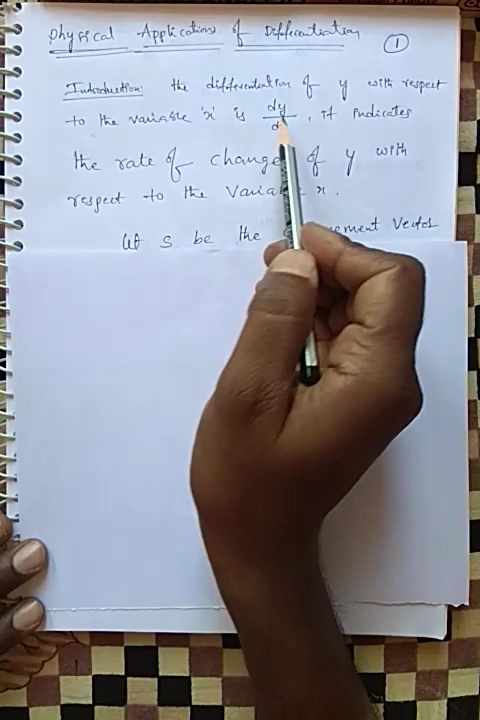 Physical Applications of Differentiation ①
Introduction: the differentiation of y with respect
to the variable 'x' is dy/d , it indicates
the rate of change of y with
respect to the Variable x.
let s be the ement Vector